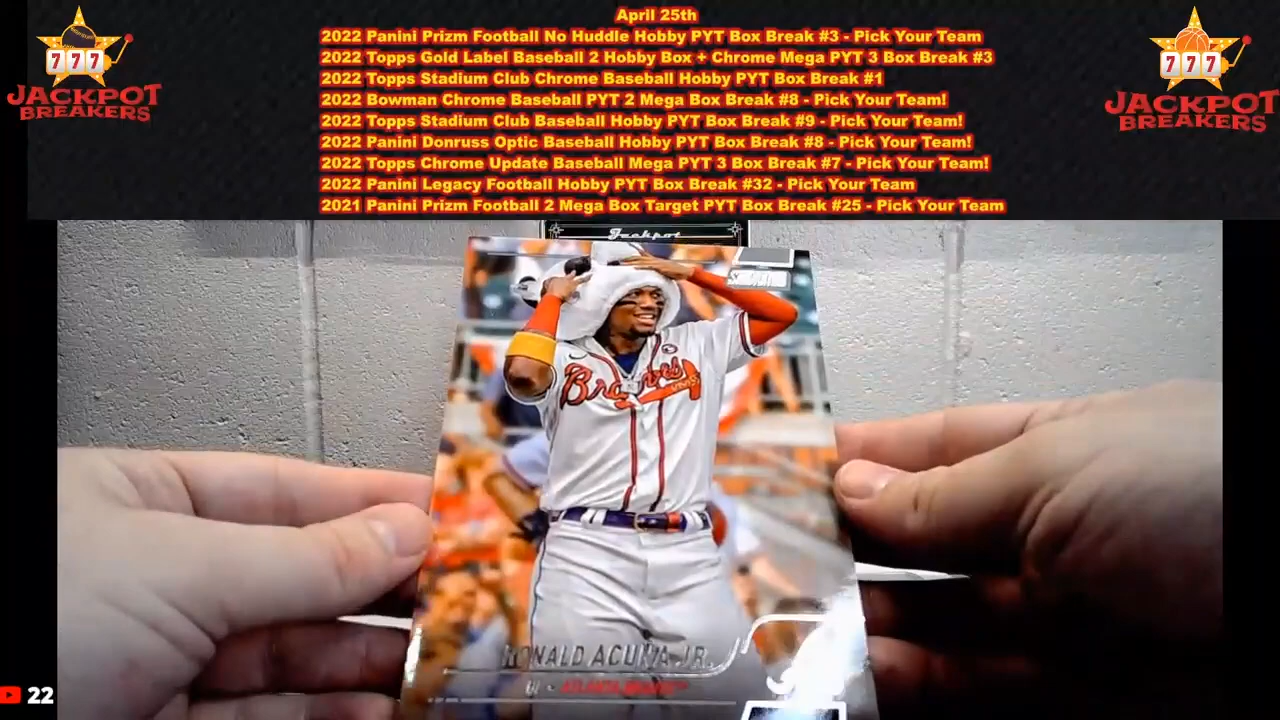 April 25th
2022 Panini Prizm Football No Huddle Hobby PYT Box Break #3 - Pick Your Team
2022 Topps Gold Label Baseball 2 Hobby Box + Chrome Mega PYT 3 Box Break #3
2022 Topps Stadium Club Chrome Baseball Hobby PYT Box Break #1
2022 Bowman Chrome Baseball PYT 2 Mega Box Break #8 - Pick Your Team!
2022 Topps Stadium Club Baseball Hobby PYT Box Break #9 - Pick Your Team!
2022 Panini Donruss Optic Baseball Hobby PYT Box Break #8 - Pick Your Team!
2022 Topps Chrome Update Baseball Mega PYT 3 Box Break #7 - Pick Your Team!
2022 Panini Legacy Football Hobby PYT Box Break #32 - Pick Your Team
2021 Panini Prizm Football 2 Mega Box Target PYT Box Break #25 - Pick Your Team
777
JACKPOT
BREAKERS
777
JACKPOT
BREAKERS
Jackpot
Braves
RONALD ACUÑA JR.
OF - ATLANTA BRAVES™
22